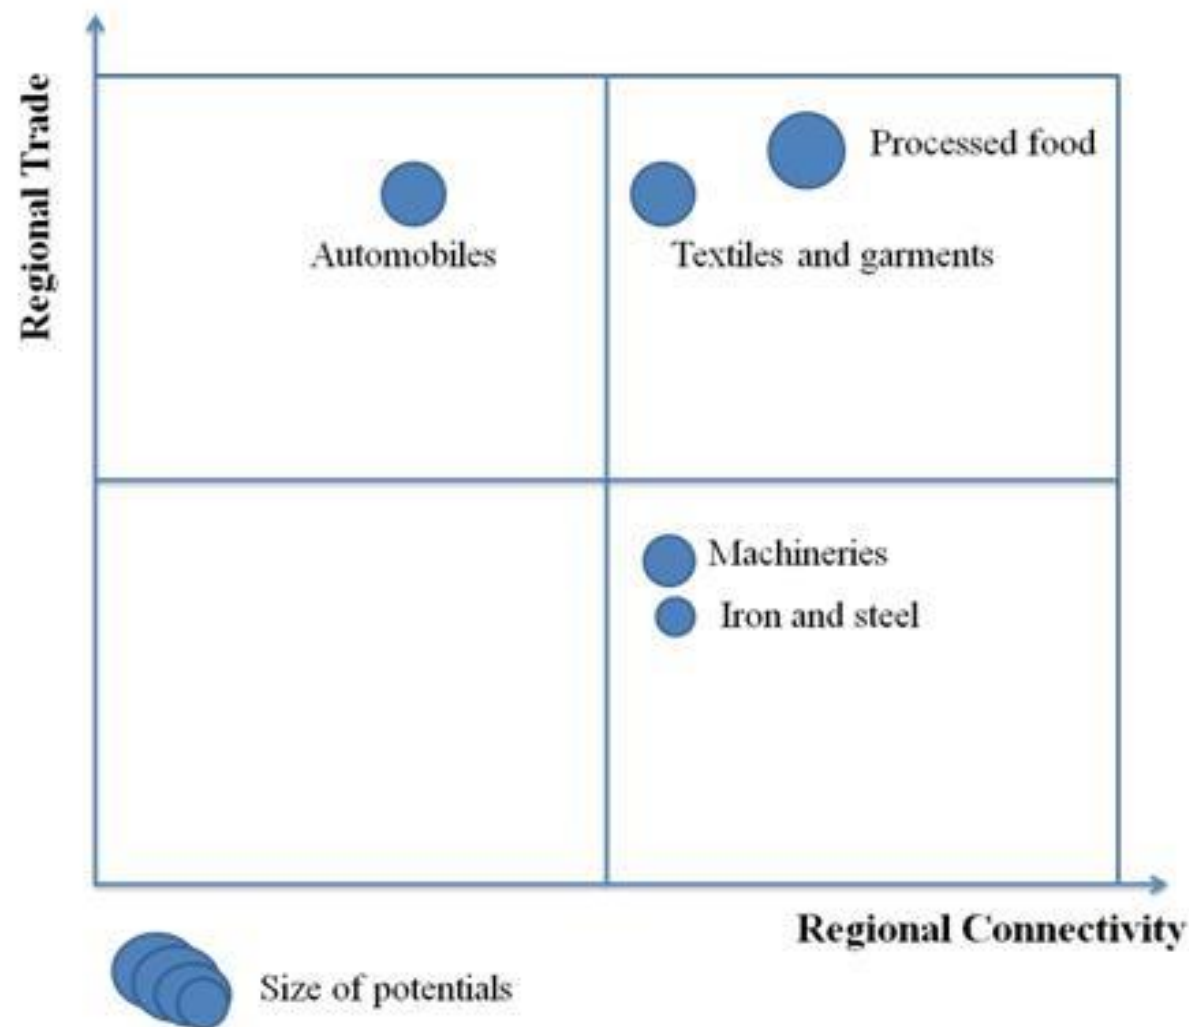 Regional Trade
Processed food
Automobiles
Textiles and garments
Machineries
Iron and steel
Regional Connectivity
Size of potentials